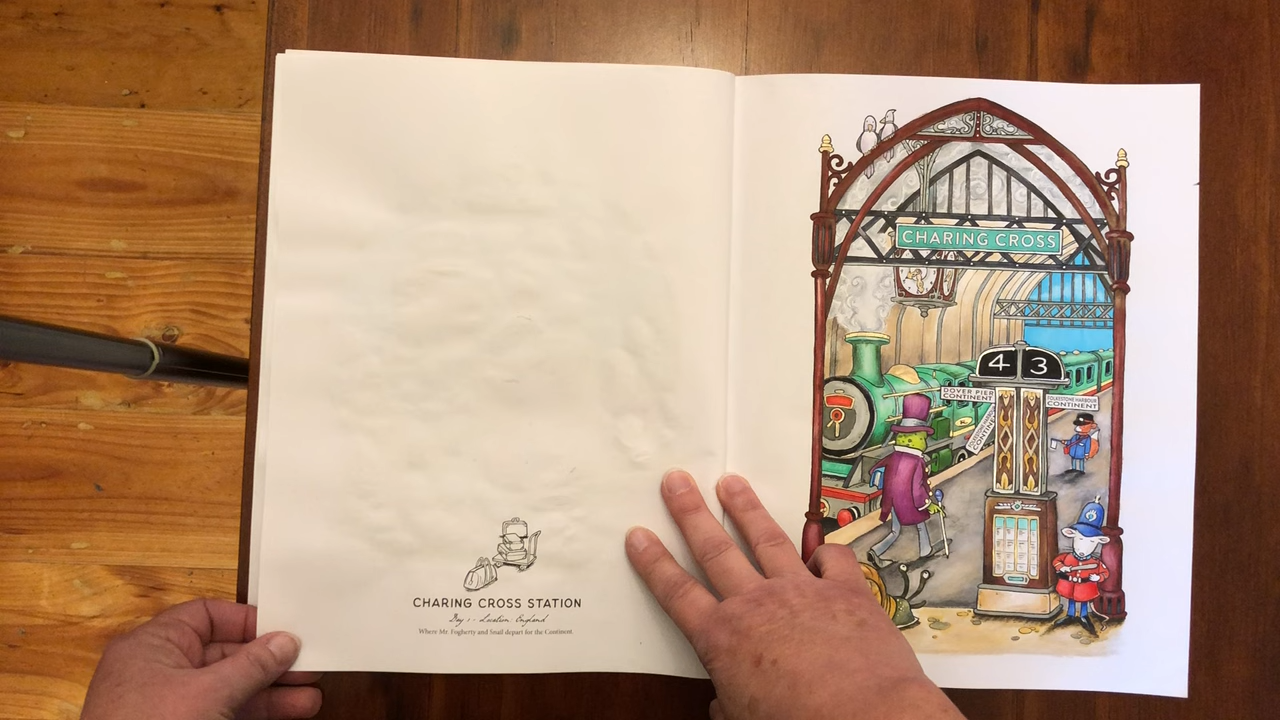 CHARING CROSS STATION
Day 1 - Location: England
Where Mr. Fogherty and Snail depart for the Continent.
CHARING CROSS
4 3
DOVER PIER
CONTINENT
FOLKESTONE HARBOUR
CONTINENT
CONTINENT